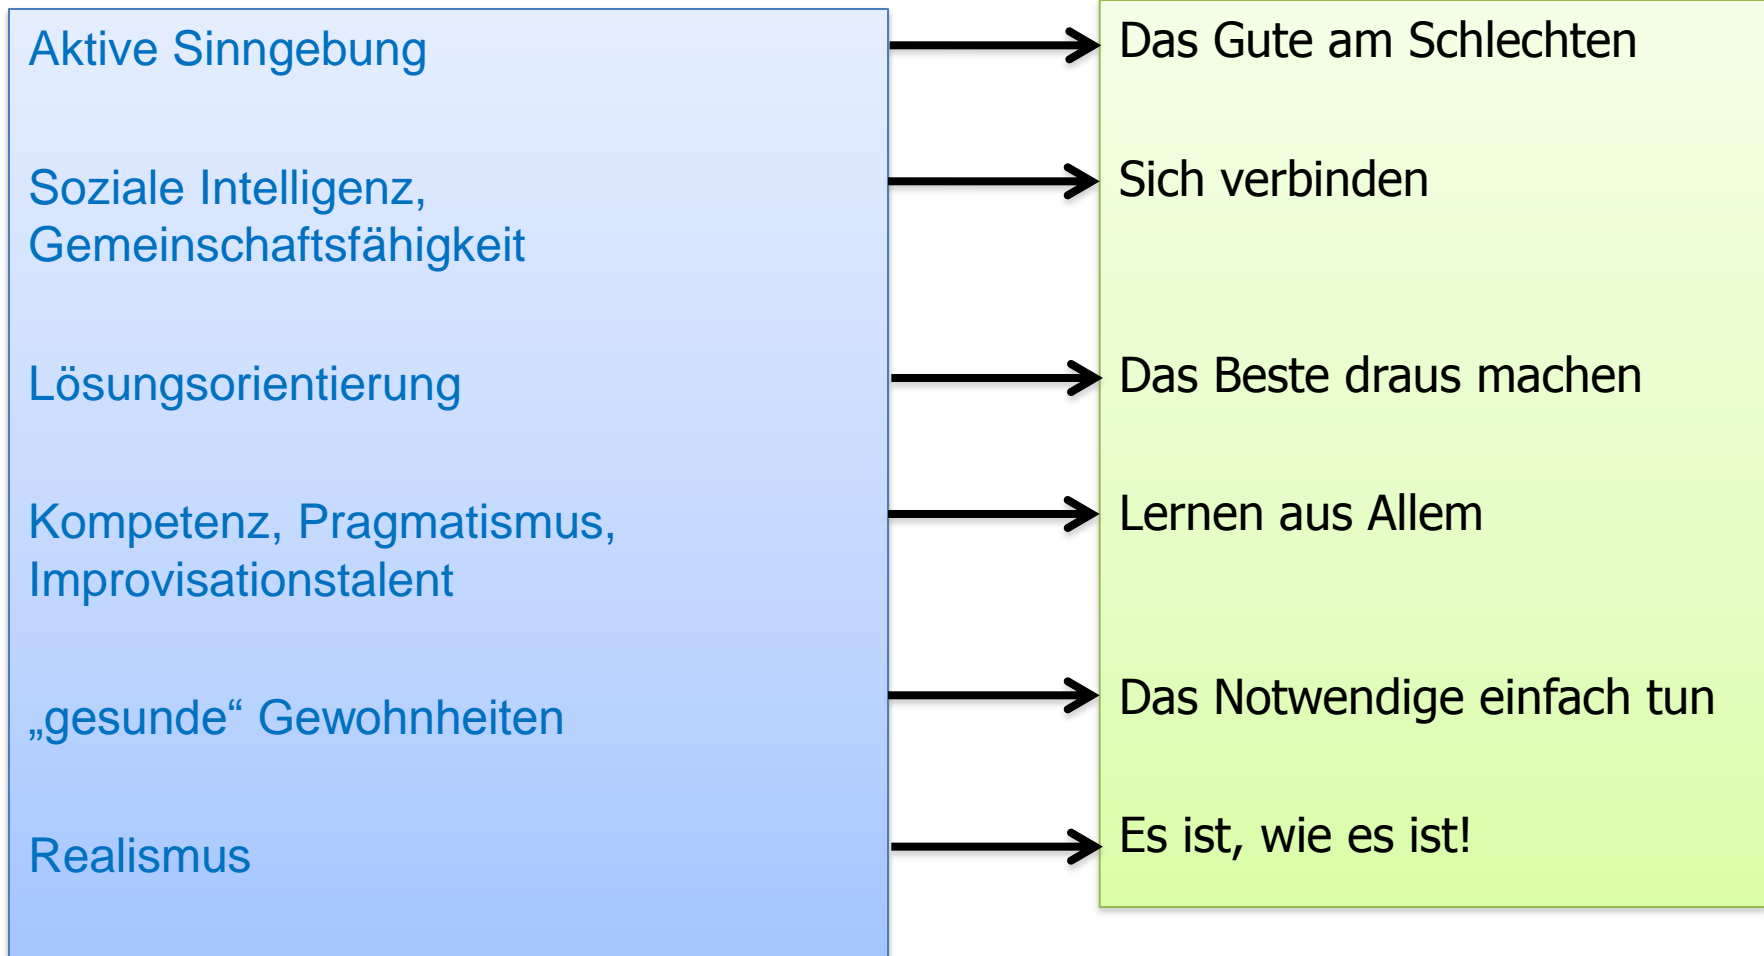 Aktive Sinngebung
Das Gute am Schlechten
Soziale Intelligenz,
Gemeinschaftsfähigkeit
Sich verbinden
Lösungsorientierung
Das Beste draus machen
Kompetenz, Pragmatismus,
Improvisationstalent
Lernen aus Allem
„gesunde“ Gewohnheiten
Das Notwendige einfach tun
Realismus
Es ist, wie es ist!